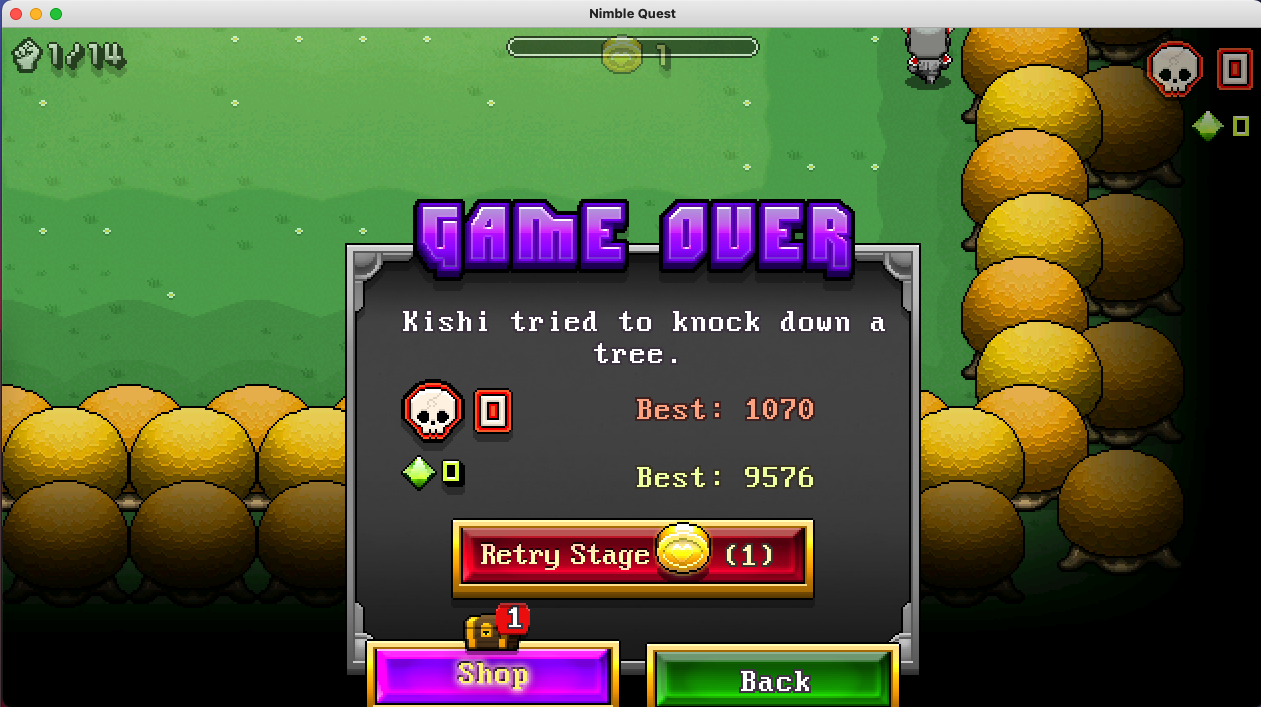 Nimble Quest
1/14
1
0
0
GAME OVER
Kishi tried to knock down a
tree.
0 Best: 1070
0 Best: 9576
Retry Stage (1)
1
Shop
Back